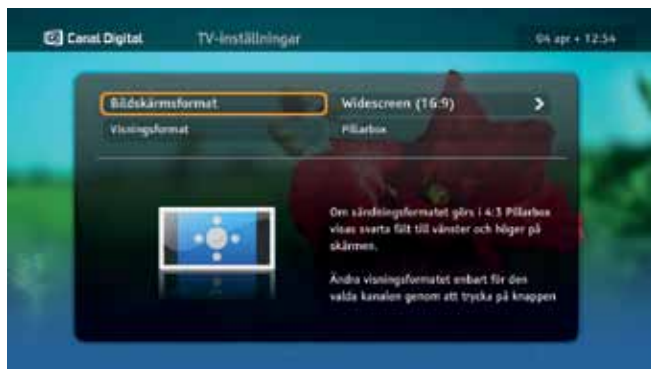 Canal Digital TV-inställningar 04 apr • 12:54
Bildskärmsformat Widescreen (16:9)
Visningsformat Pillarbox
Om sändningsformatet görs i 4:3 Pillarbox
visas svarta fält till vänster och höger på
skärmen.
Ändra visningsformatet enbart för den
valda kanalen genom att trycka på knappen